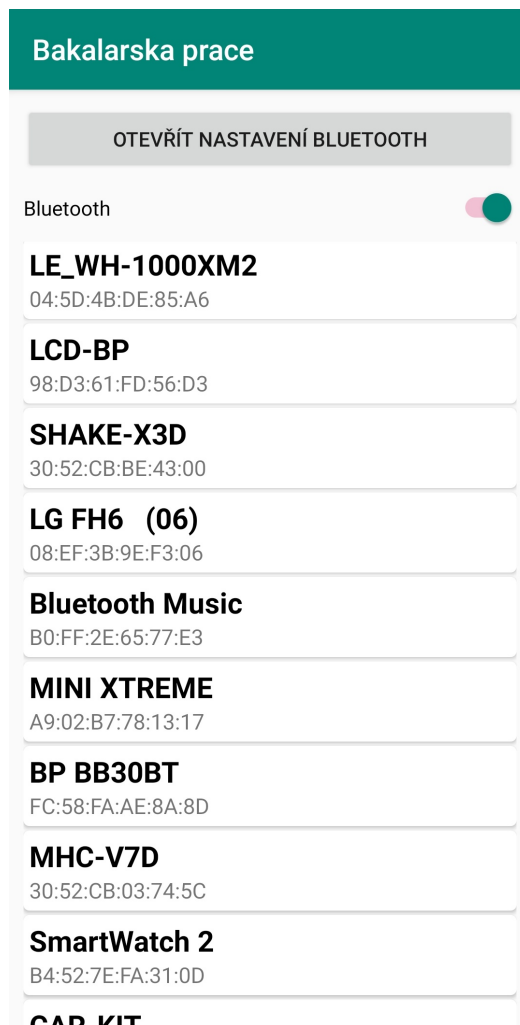 Bakalarska prace
OTEVŘÍT NASTAVENÍ BLUETOOTH
Bluetooth
LE_WH-1000XM2
04:5D:4B:DE:85:A6
LCD-BP
98:D3:61:FD:56:D3
SHAKE-X3D
30:52:CB:BE:43:00
LG FH6   (06)
08:EF:3B:9E:F3:06
Bluetooth Music
B0:FF:2E:65:77:E3
MINI XTREME
A9:02:B7:78:13:17
BP BB30BT
FC:58:FA:AE:8A:8D
MHC-V7D
30:52:CB:03:74:5C
SmartWatch 2
B4:52:7E:FA:31:0D